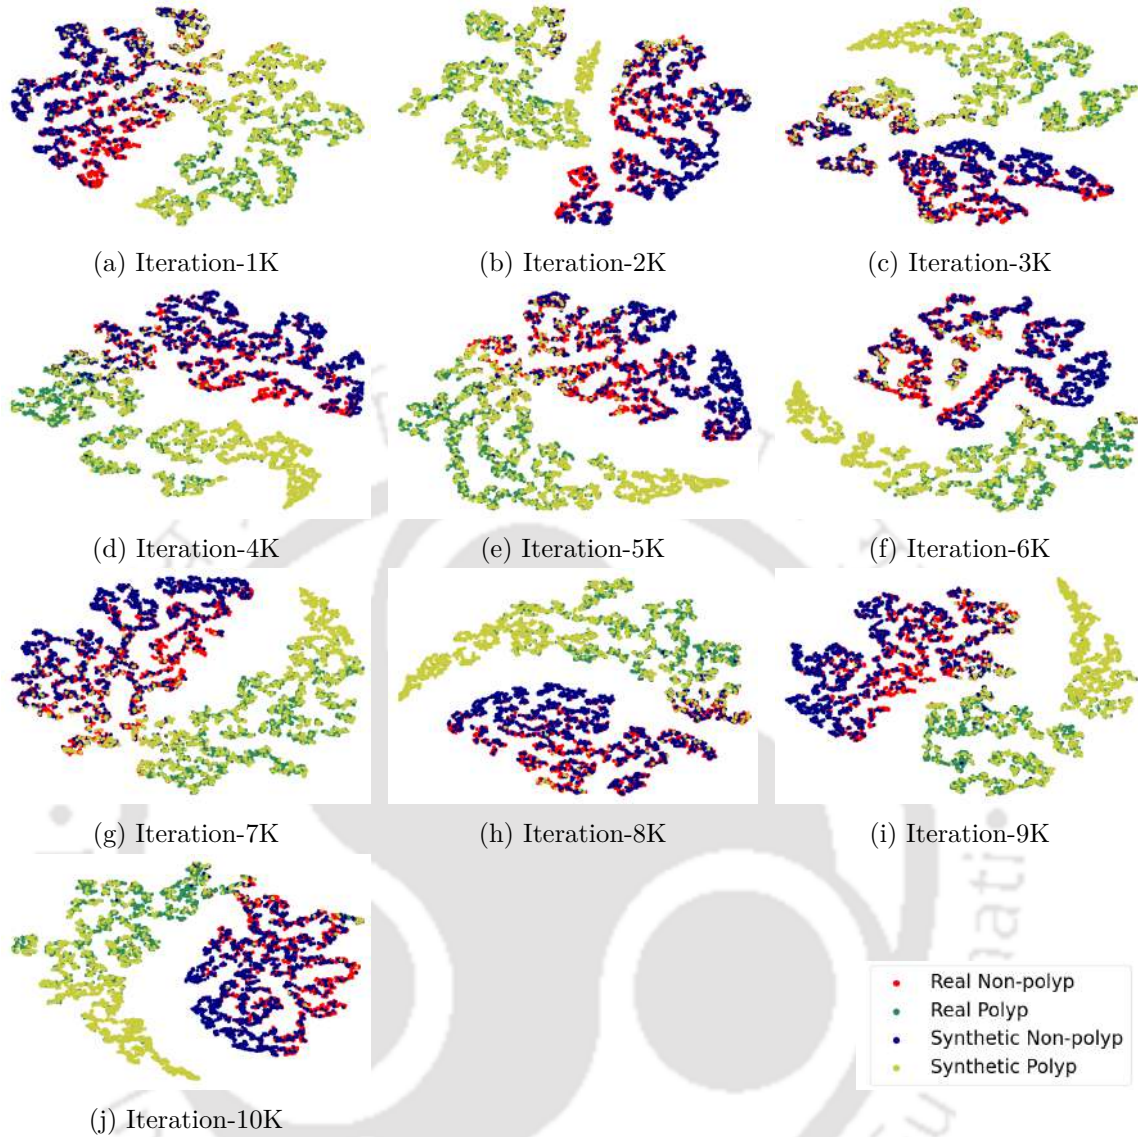 (a) Iteration-1K
(b) Iteration-2K
(c) Iteration-3K
(d) Iteration-4K
(e) Iteration-5K
(f) Iteration-6K
(g) Iteration-7K
(h) Iteration-8K
(i) Iteration-9K
(j) Iteration-10K
Real Non-polyp
Real Polyp
Synthetic Non-polyp
Synthetic Polyp